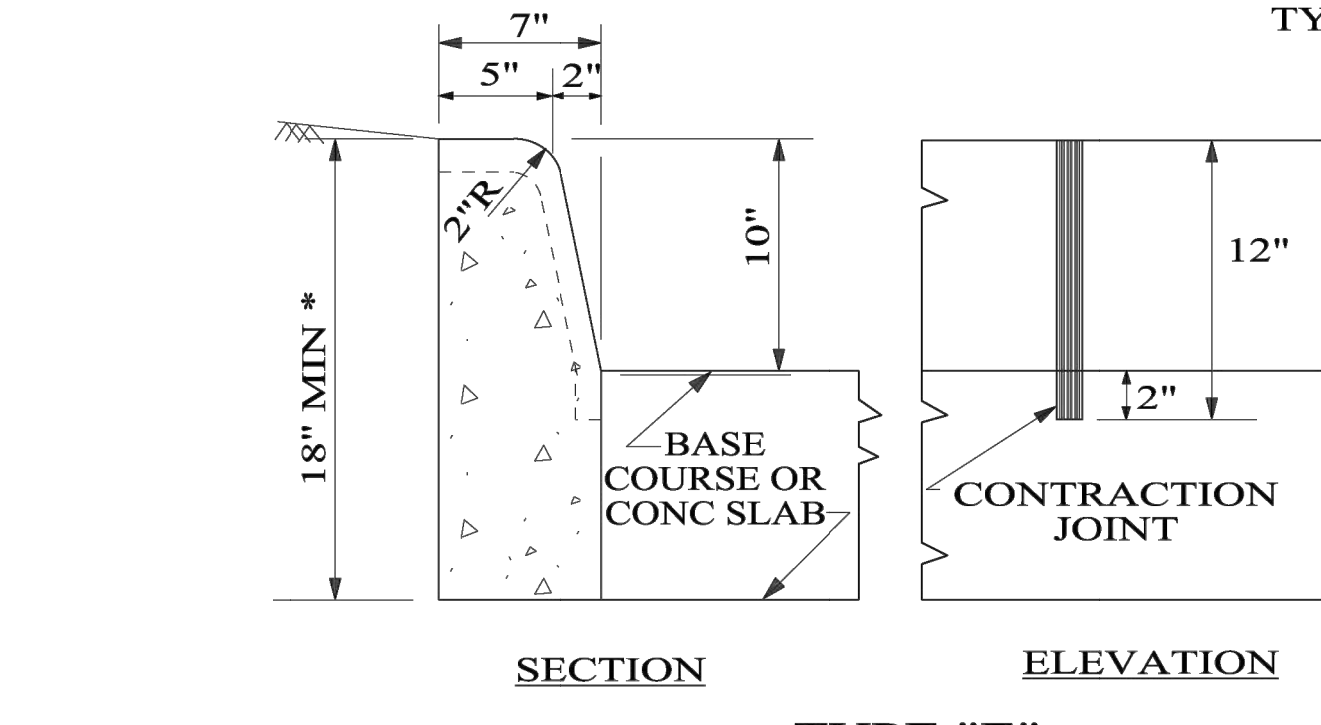 TY
7"
5"
2"
2"R
10"
18" MIN *
12"
2"
BASE
COURSE OR
CONC SLAB
CONTRACTION
JOINT
SECTION
ELEVATION